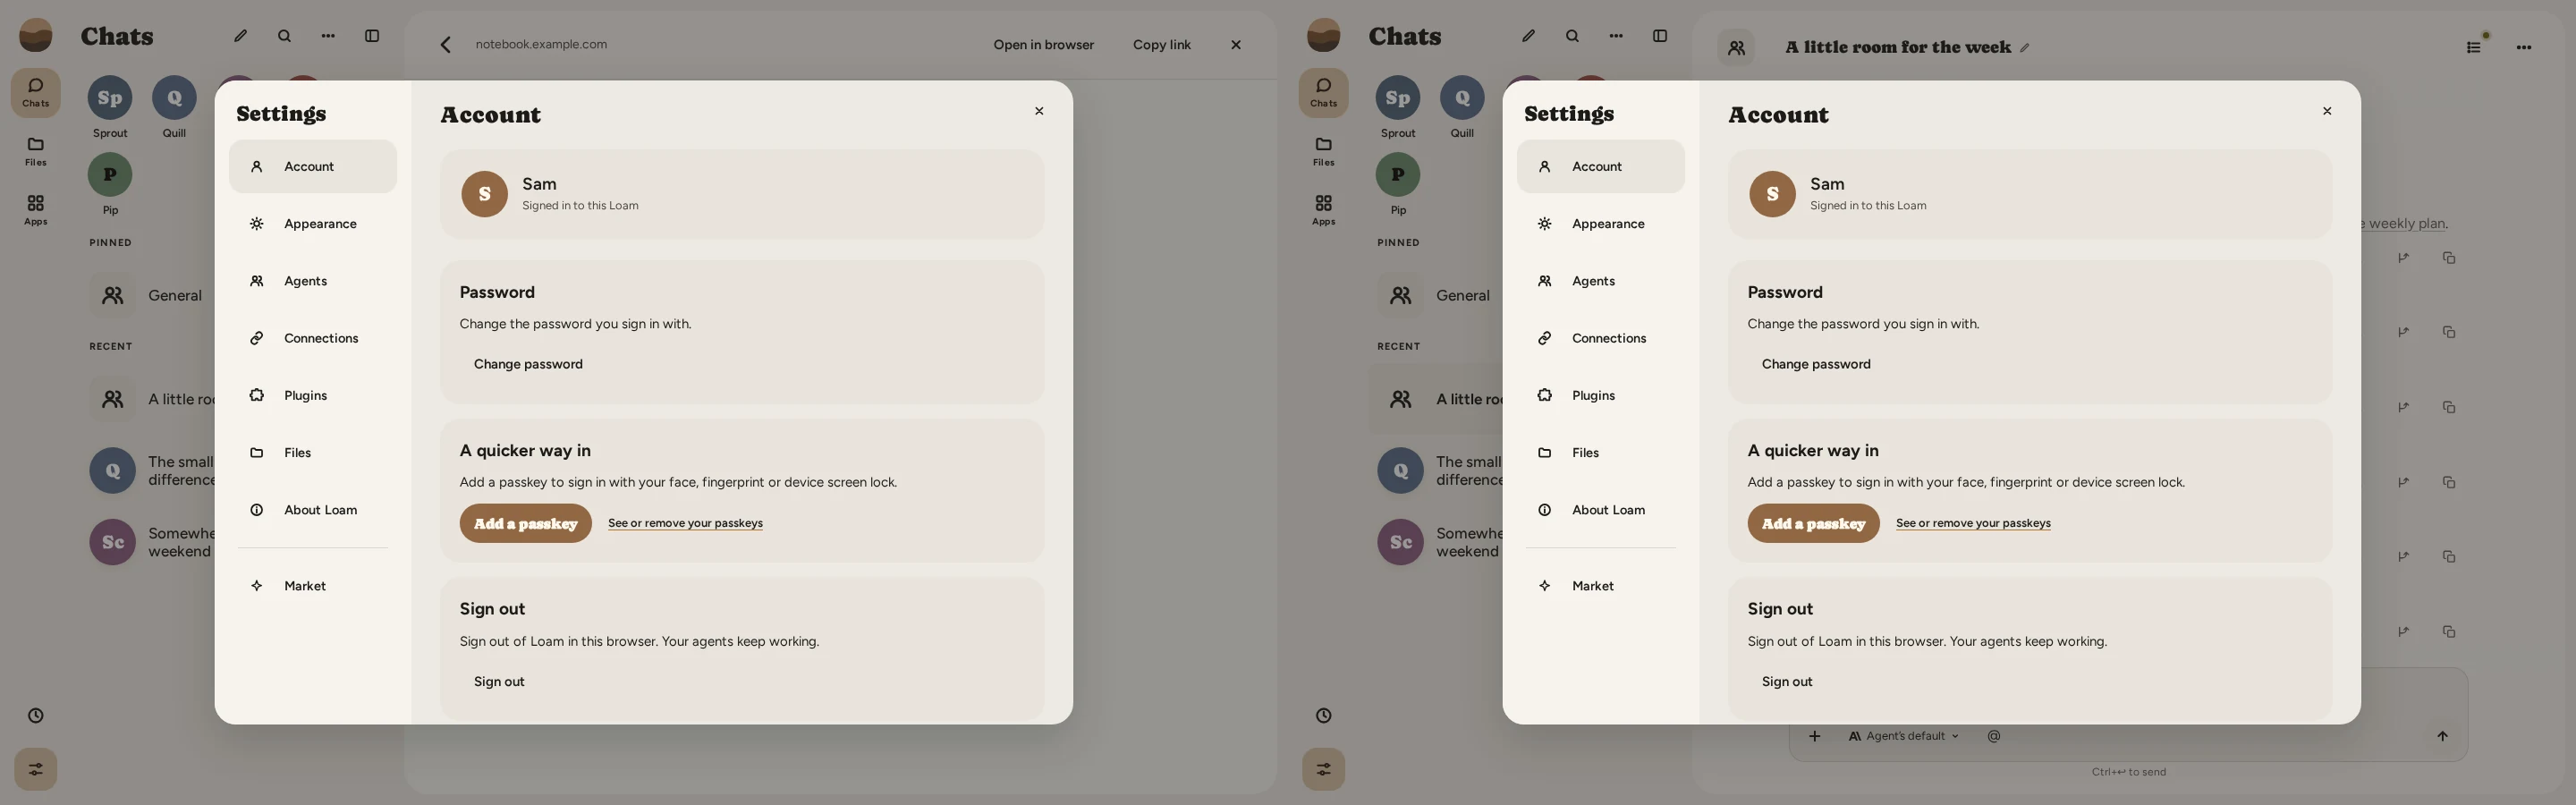 Chats
notebook.example.com
Open in browser
Copy link
Chats
Files
Apps
Sp
Sprout
Q
Quill
P
Pip
PINNED
General
RECENT
A little
Q
The small
Sc
weekend
Settings
Account
Appearance
Agents
Connections
Plugins
Files
About Loam
Market
Account
S
Sam
Signed in to this Loam
Password
Change the password you sign in with.
Change password
A quicker way in
Add a passkey to sign in with your face, fingerprint or device screen lock.
Add a passkey
See or remove your passkeys
Sign out
Sign out of Loam in this browser. Your agents keep working.
Sign out
Chats
A little room for the week
Chats
Files
Apps
Sp
Sprout
Q
Quill
P
Pip
PINNED
General
RECENT
A little
Q
The small
Sc
weekend
weekly plan.
Settings
Account
Appearance
Agents
Connections
Plugins
Files
About Loam
Market
Account
S
Sam
Signed in to this Loam
Password
Change the password you sign in with.
Change password
A quicker way in
Add a passkey to sign in with your face, fingerprint or device screen lock.
Add a passkey
See or remove your passkeys
Sign out
Sign out of Loam in this browser. Your agents keep working.
Sign out
Agent's default
@
Ctrl+↩ to send